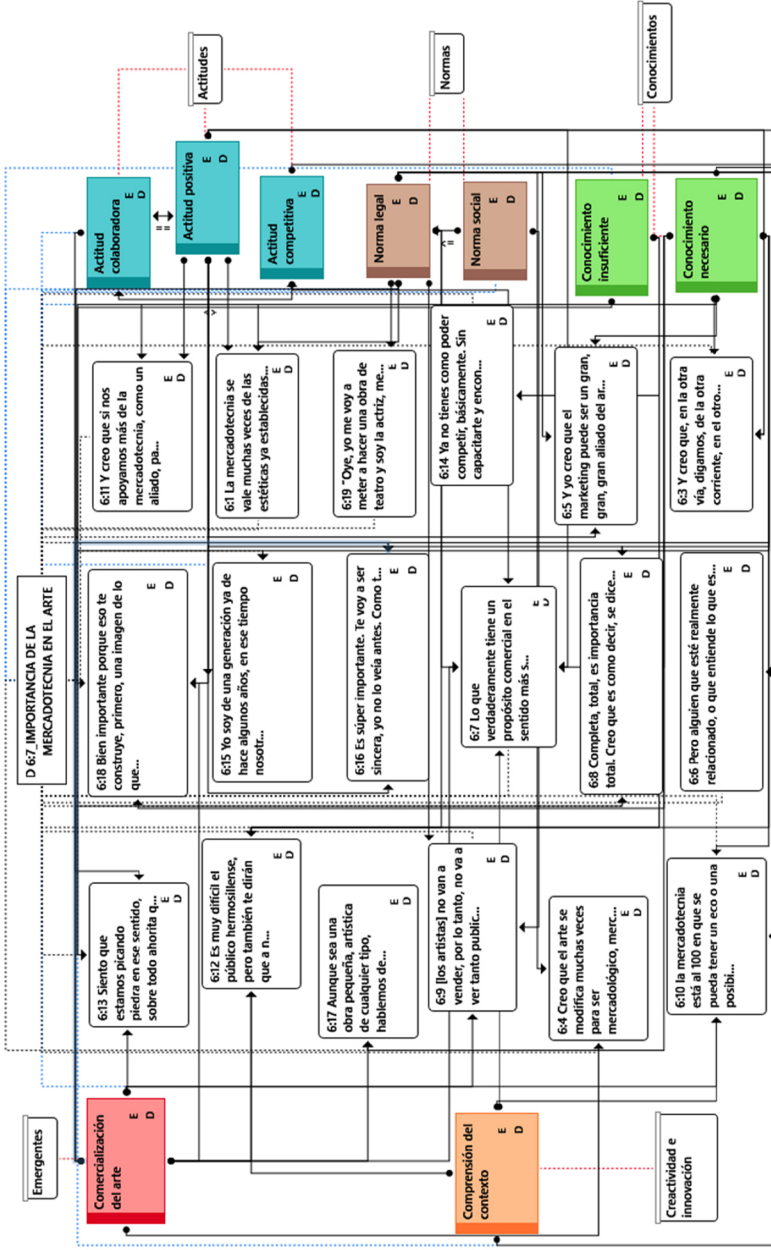 D 6:7_IMPORTANCIA DE LA
MERCADOTECNIA EN EL ARTE
Emergentes
Comercialización
del arte
E
D
6:13 Siento que
estamos picando
piedra en ese sentido,
sobre todo ahorita q...
E
D
6:18 Bien importante porque eso te
construye, primero, una imagen de lo
que...
E
D
6:11 Y creo que si nos
apoyamos más de la
mercadotecnia, como un
aliado, pa...
E
D
Actitud
colaboradora
E
D
==
Actitud positiva
E
D
Actitudes
6:12 Es muy difícil el
público hermosillense,
pero también te dirán
que a n...
E
D
6:15 Yo soy de una generación ya de
hace algunos años, en ese tiempo
nosotr...
E
D
6:1 La mercadotecnia se
vale muchas veces de las
estéticas ya establecidas...
E
D
<>
Actitud
competitiva
E
D
6:17 Aunque sea una
obra pequeña, artística
de cualquier tipo,
hablemos de...
E
D
6:16 Es súper importante. Te voy a ser
sincera, yo no lo veía antes. Como t...
E
D
6:19 "Oye, yo me voy a
meter a hacer una obra de
teatro y soy la actriz, me...
E
D
Norma legal
E
D
<=
Normas
6:9 [los artistas] no van a
vender, por lo tanto, no va a
ver tanto public...
E
D
6:7 Lo que
verdaderamente tiene un
propósito comercial en el
sentido más s...
E
D
6:14 Ya no tienes como poder
competir, básicamente. Sin
capacitarte y encon...
E
D
Norma social
E
D
Comprensión del
contexto
E
D
6:4 Creo que el arte se
modifica muchas veces
para ser
mercadológico, merc...
E
D
6:8 Completa, total, es importancia
total. Creo que es como decir, se dice...
E
D
6:5 Y yo creo que el
marketing puede ser un gran,
gran, gran aliado del ar...
E
D
Conocimiento
insuficiente
E
D
Conocimientos
Creactividad e
innovación
6:10 la mercadotecnia
está al 100 en que se
pueda tener un eco o una
posibi...
E
D
6:6 Pero alguien que esté realmente
relacionado, o que entiende lo que es...
E
D
6:3 Y creo que, en la otra
vía, digamos, de la otra
corriente, en el otro...
E
D
Conocimiento
necesario
E
D